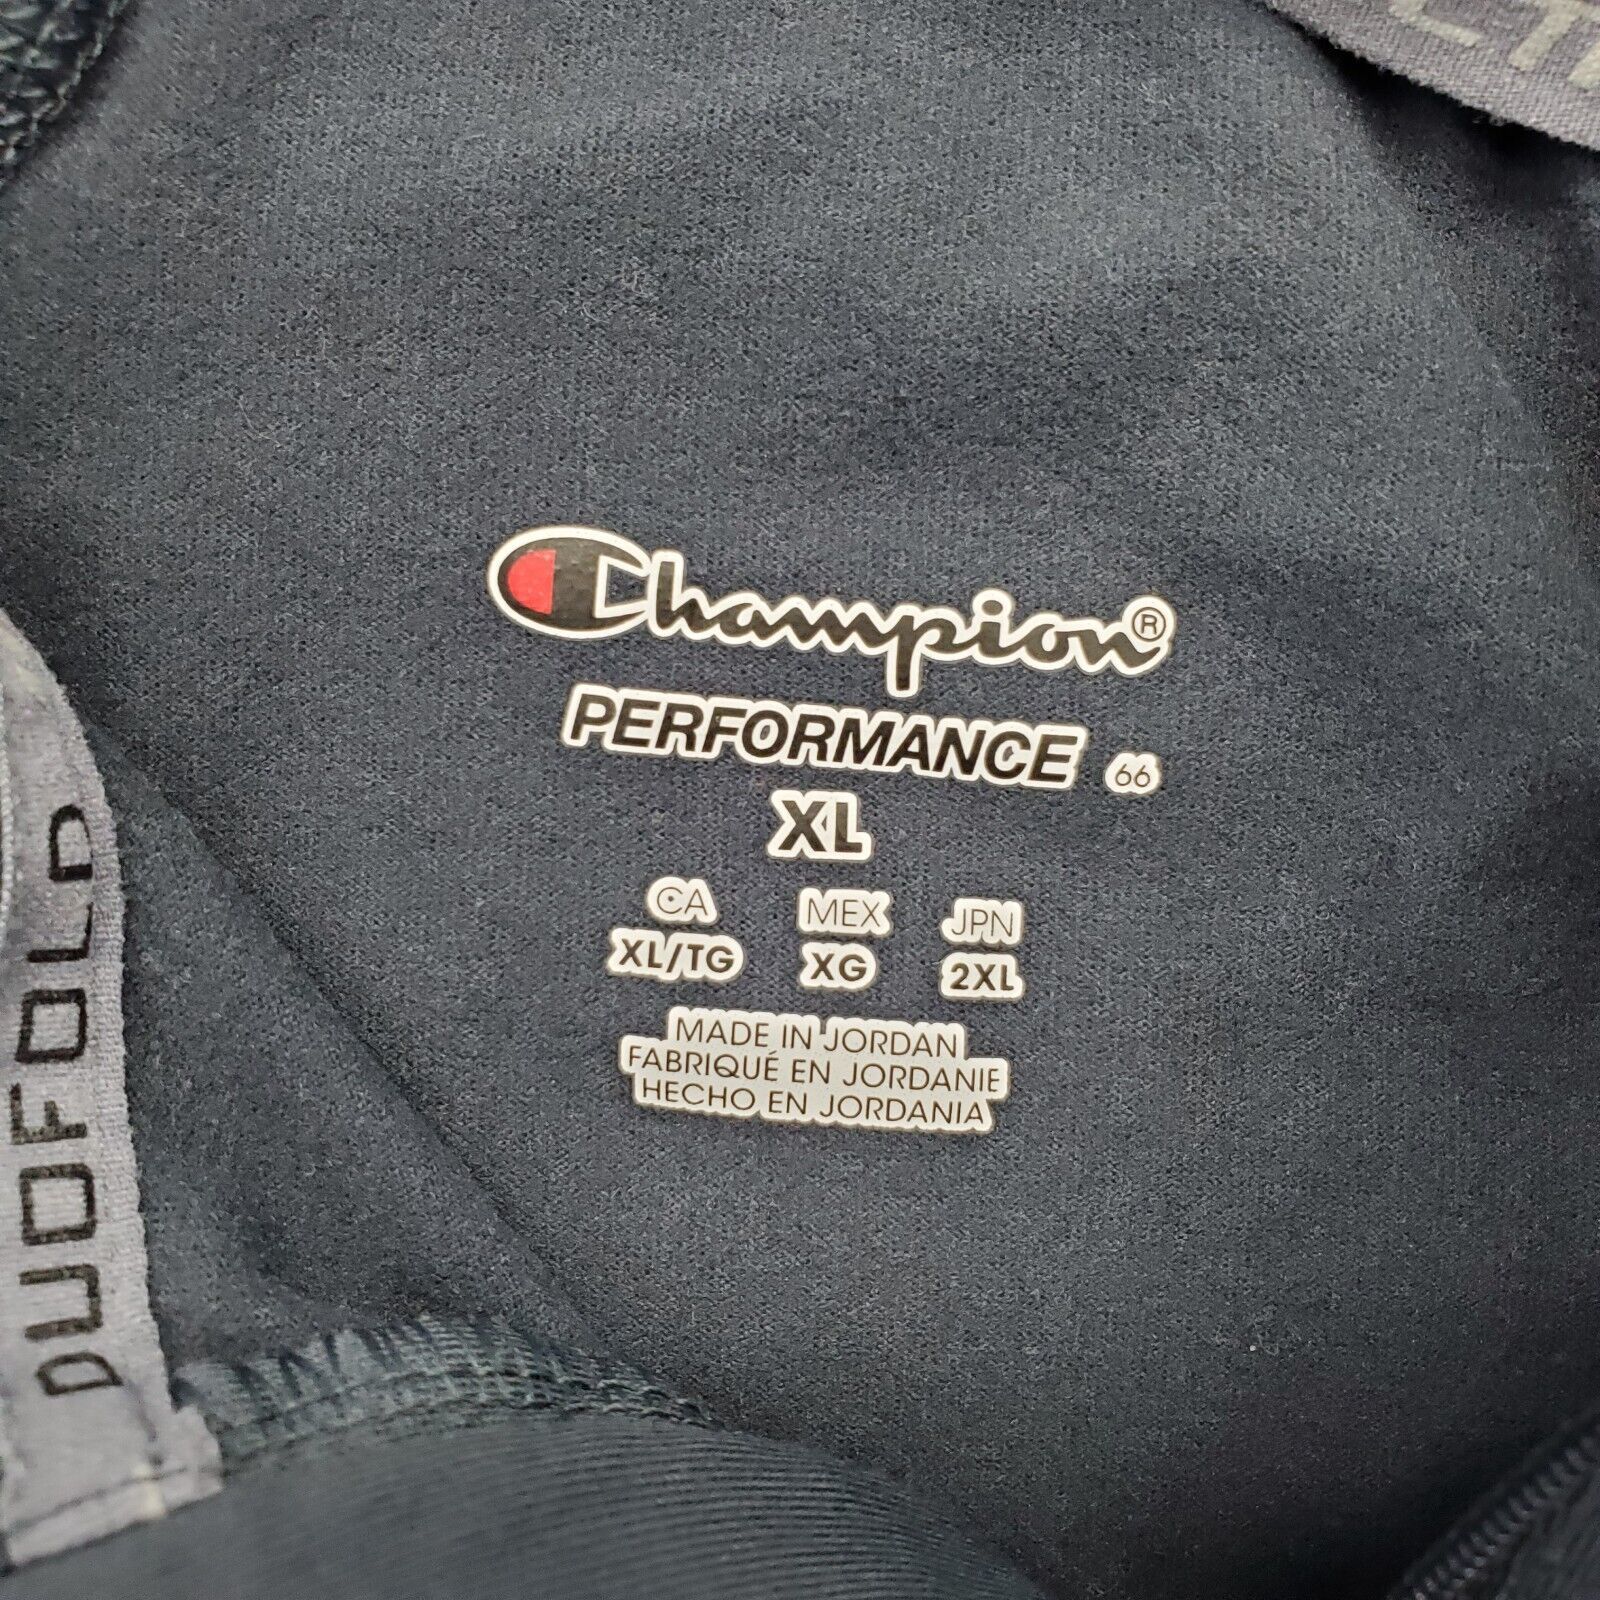 Champion®
PERFORMANCE 66
XL
CA MEX JPN
XL/TG XG 2XL
MADE IN JORDAN
FABRIQUÉ EN JORDANIE
HECHO EN JORDANIA
DUOFOLD